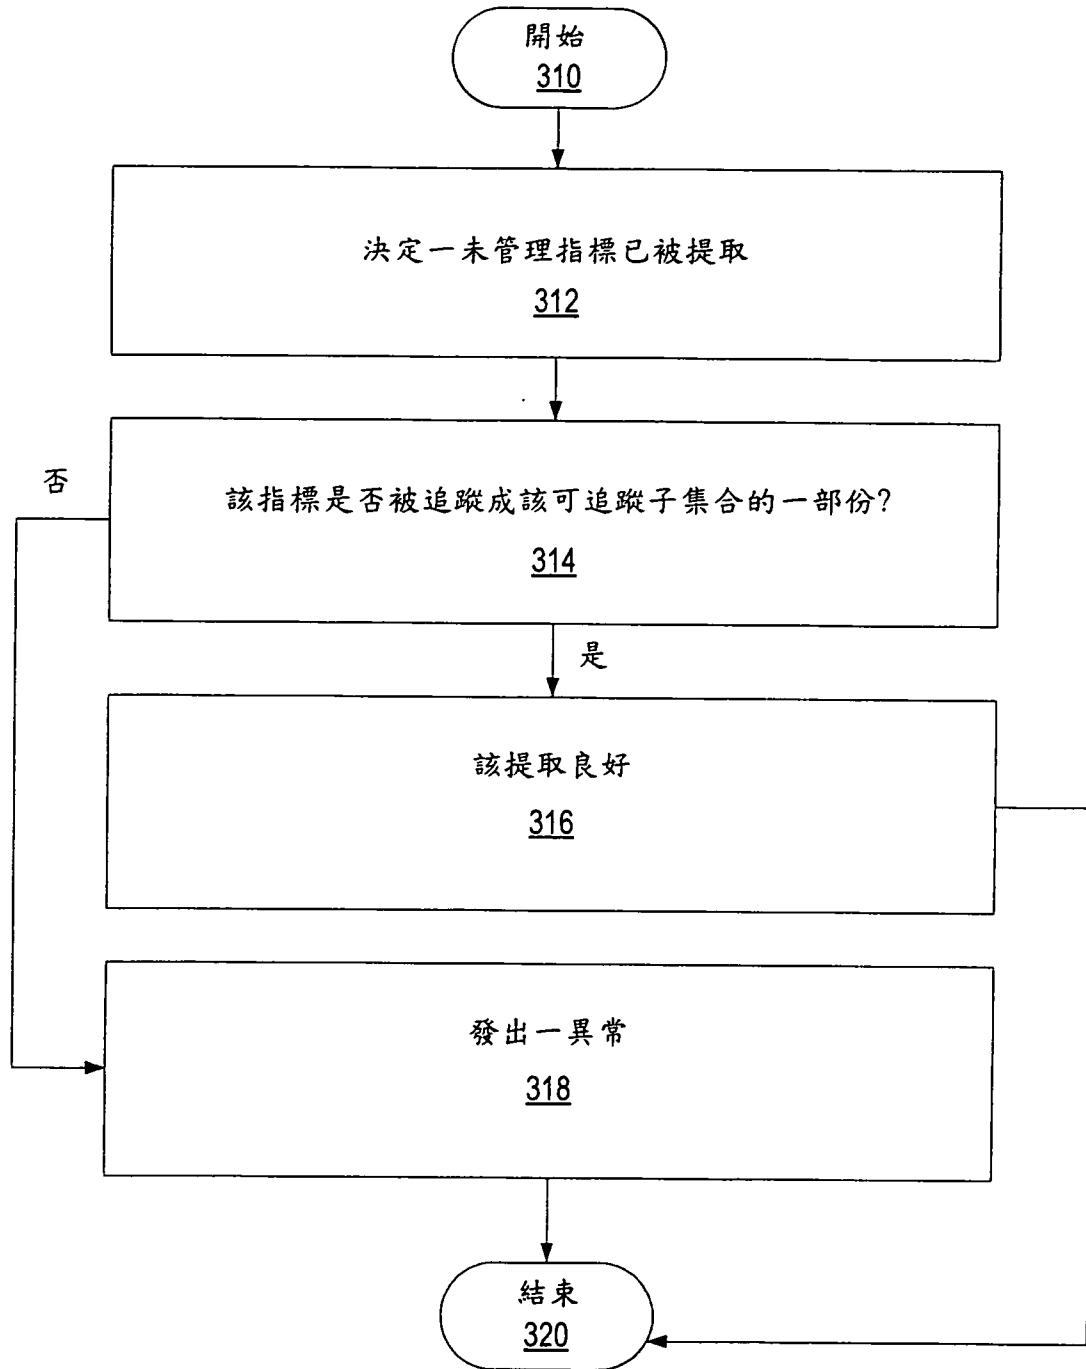 開始
310
決定一未管理指標已被提取
312
否
該指標是否被追蹤成該可追蹤子集合的一部份?
314
是
該提取良好
316
發出一異常
318
結束
320